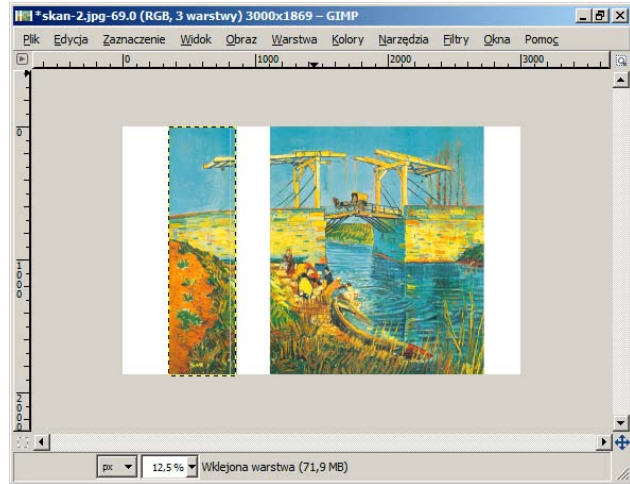 *skan-2.jpg-69.0 (RGB, 3 warstwy) 3000x1869 – GIMP
Plik Edycja Zaznaczenie Widok Obraz Warstwa Kolory Narzędzia Filtry Okna Pomoc
0 1000 2000 3000
0
1000
2000
px 12,5 % Wklejona warstwa (71,9 MB)